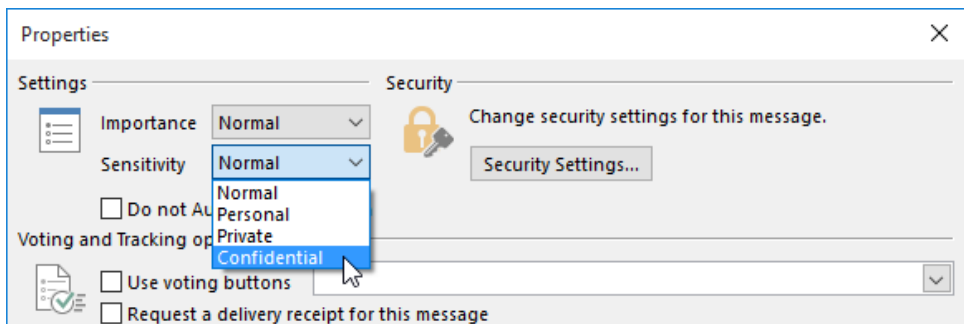 Properties
Settings
Security
Importance Normal
Change security settings for this message.
Sensitivity Normal
Security Settings...
Normal
Do not Au
Personal
Private
Voting and Tracking op
Confidential
Use voting buttons
Request a delivery receipt for this message